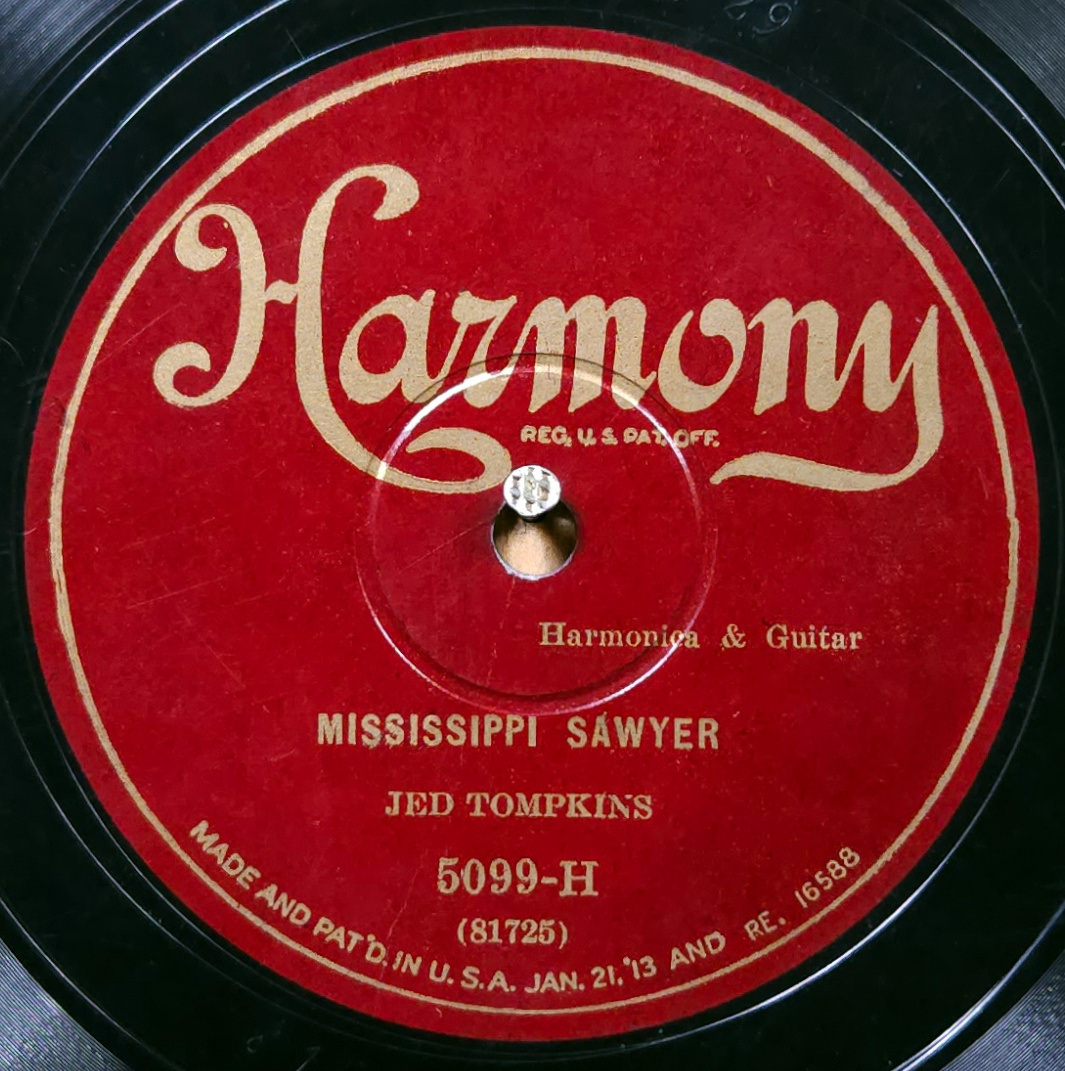 29
Harmony
REG. U. S. PAT. OFF.
Harmonica & Guitar
MISSISSIPPI SAWYER
JED TOMPKINS
5099-H
(81725)
MADE AND PAT'D. IN U. S. A. JAN. 21, '13 AND RE. 16588